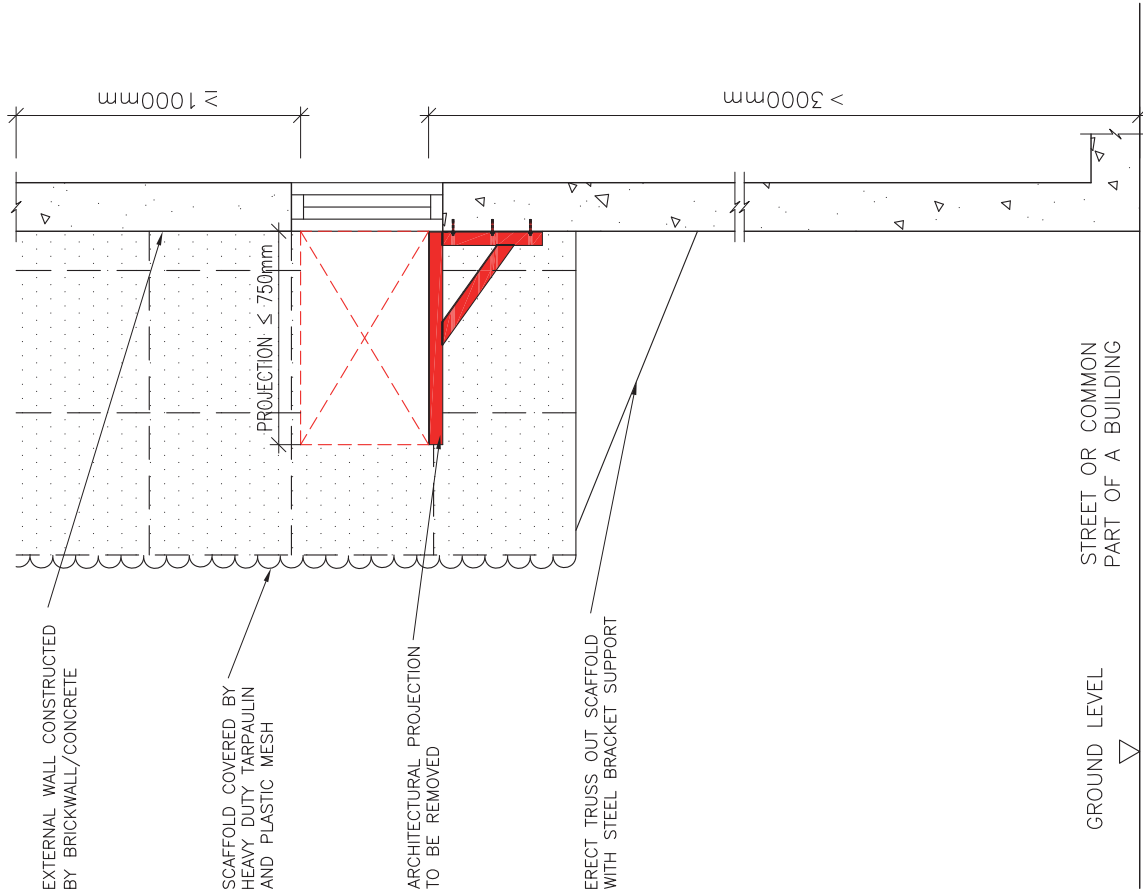 ≥ 1000mm
> 3000mm
PROJECTION ≤ 750mm
EXTERNAL WALL CONSTRUCTED
BY BRICKWALL/CONCRETE
SCAFFOLD COVERED BY
HEAVY DUTY TARPAULIN
AND PLASTIC MESH
ARCHITECTURAL PROJECTION
TO BE REMOVED
ERECT TRUSS OUT SCAFFOLD
WITH STEEL BRACKET SUPPORT
STREET OR COMMON
PART OF A BUILDING
GROUND LEVEL